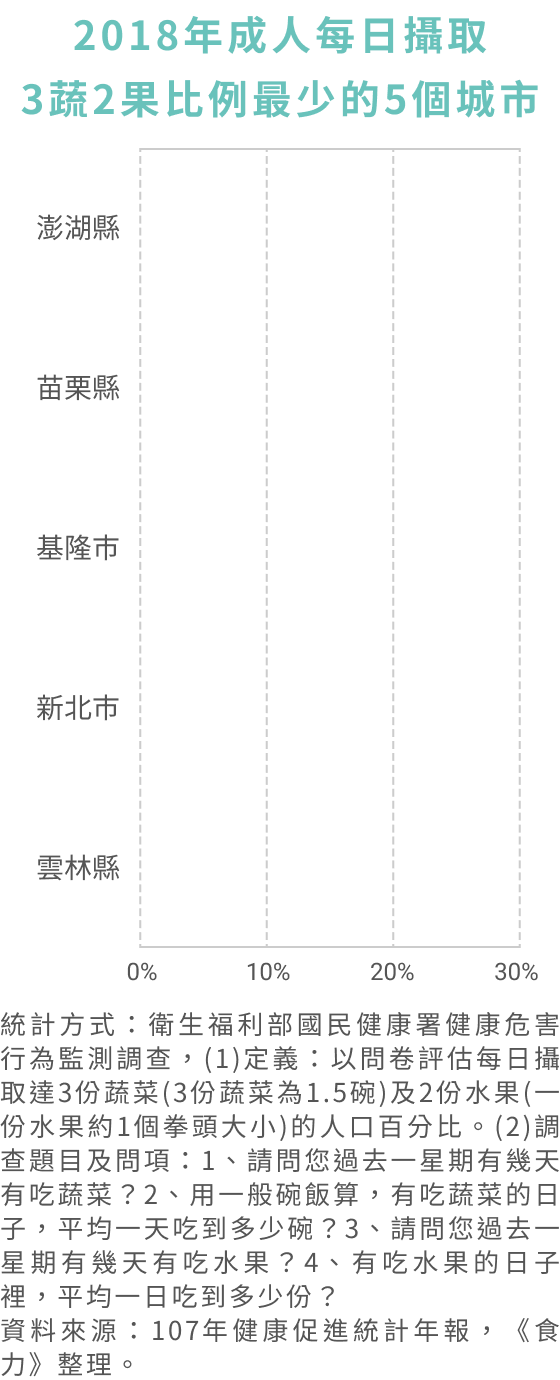 2018年成人每日攝取
3蔬2果比例最少的5個城市
澎湖縣
苗栗縣
基隆市
新北市
雲林縣
0% 10% 20% 30%
統計方式：衛生福利部國民健康署健康危害
行為監測調查，(1)定義：以問卷評估每日攝
取達3份蔬菜(3份蔬菜為1.5碗)及2份水果(一
份水果約1個拳頭大小)的人口百分比。(2)調
查題目及問項：1、請問您過去一星期有幾天
有吃蔬菜？2、用一般碗飯算，有吃蔬菜的日
子，平均一天吃到多少碗？3、請問您過去一
星期有幾天有吃水果？4、有吃水果的日子
裡，平均一日吃到多少份？
資料來源：107年健康促進統計年報，《食
力》整理。